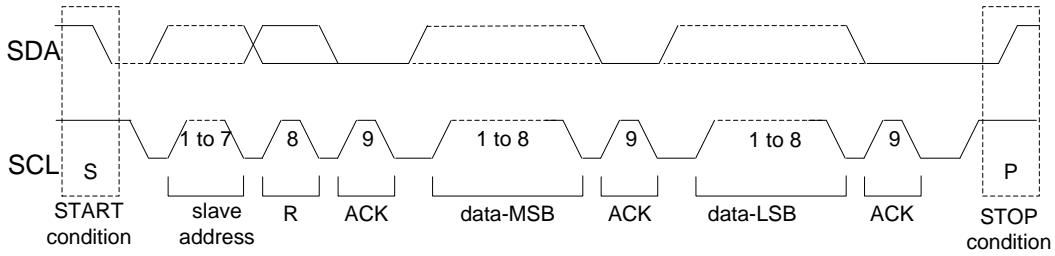 SDA
1 to 7 8 9 1 to 8 9 1 to 8 9
SCL S P
START condition
slave address
R
ACK
data-MSB
ACK
data-LSB
ACK
STOP condition